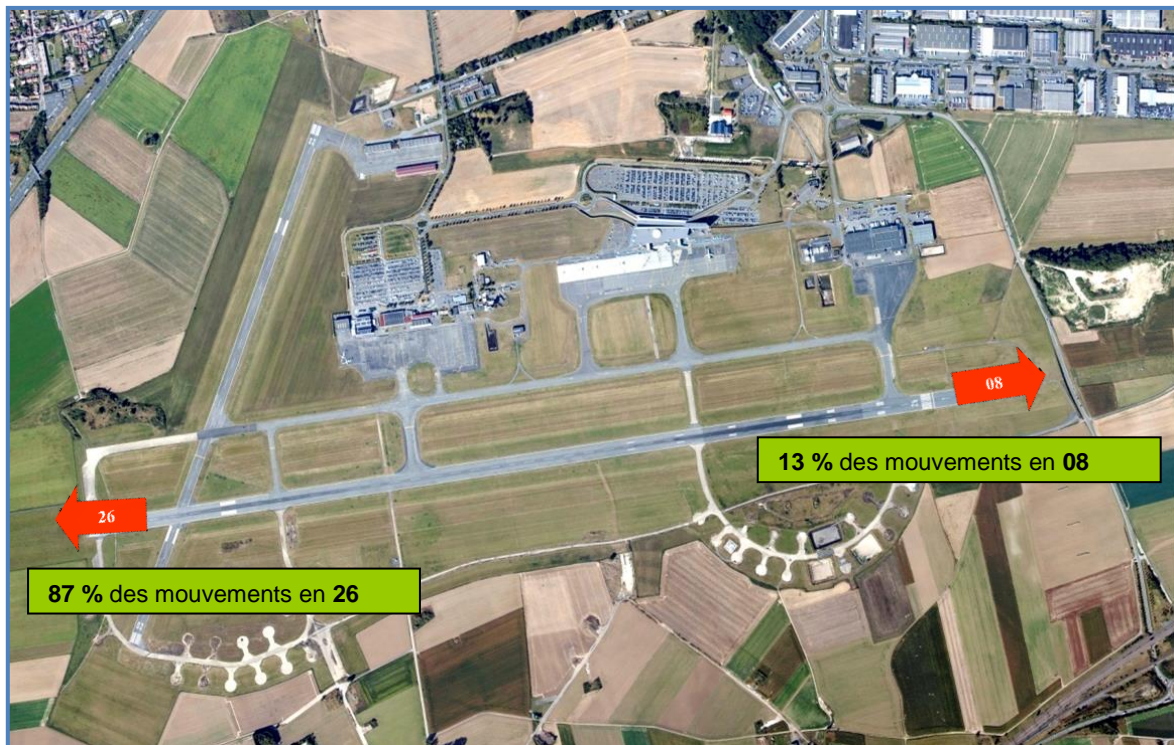 08
13 % des mouvements en 08
26
87 % des mouvements en 26